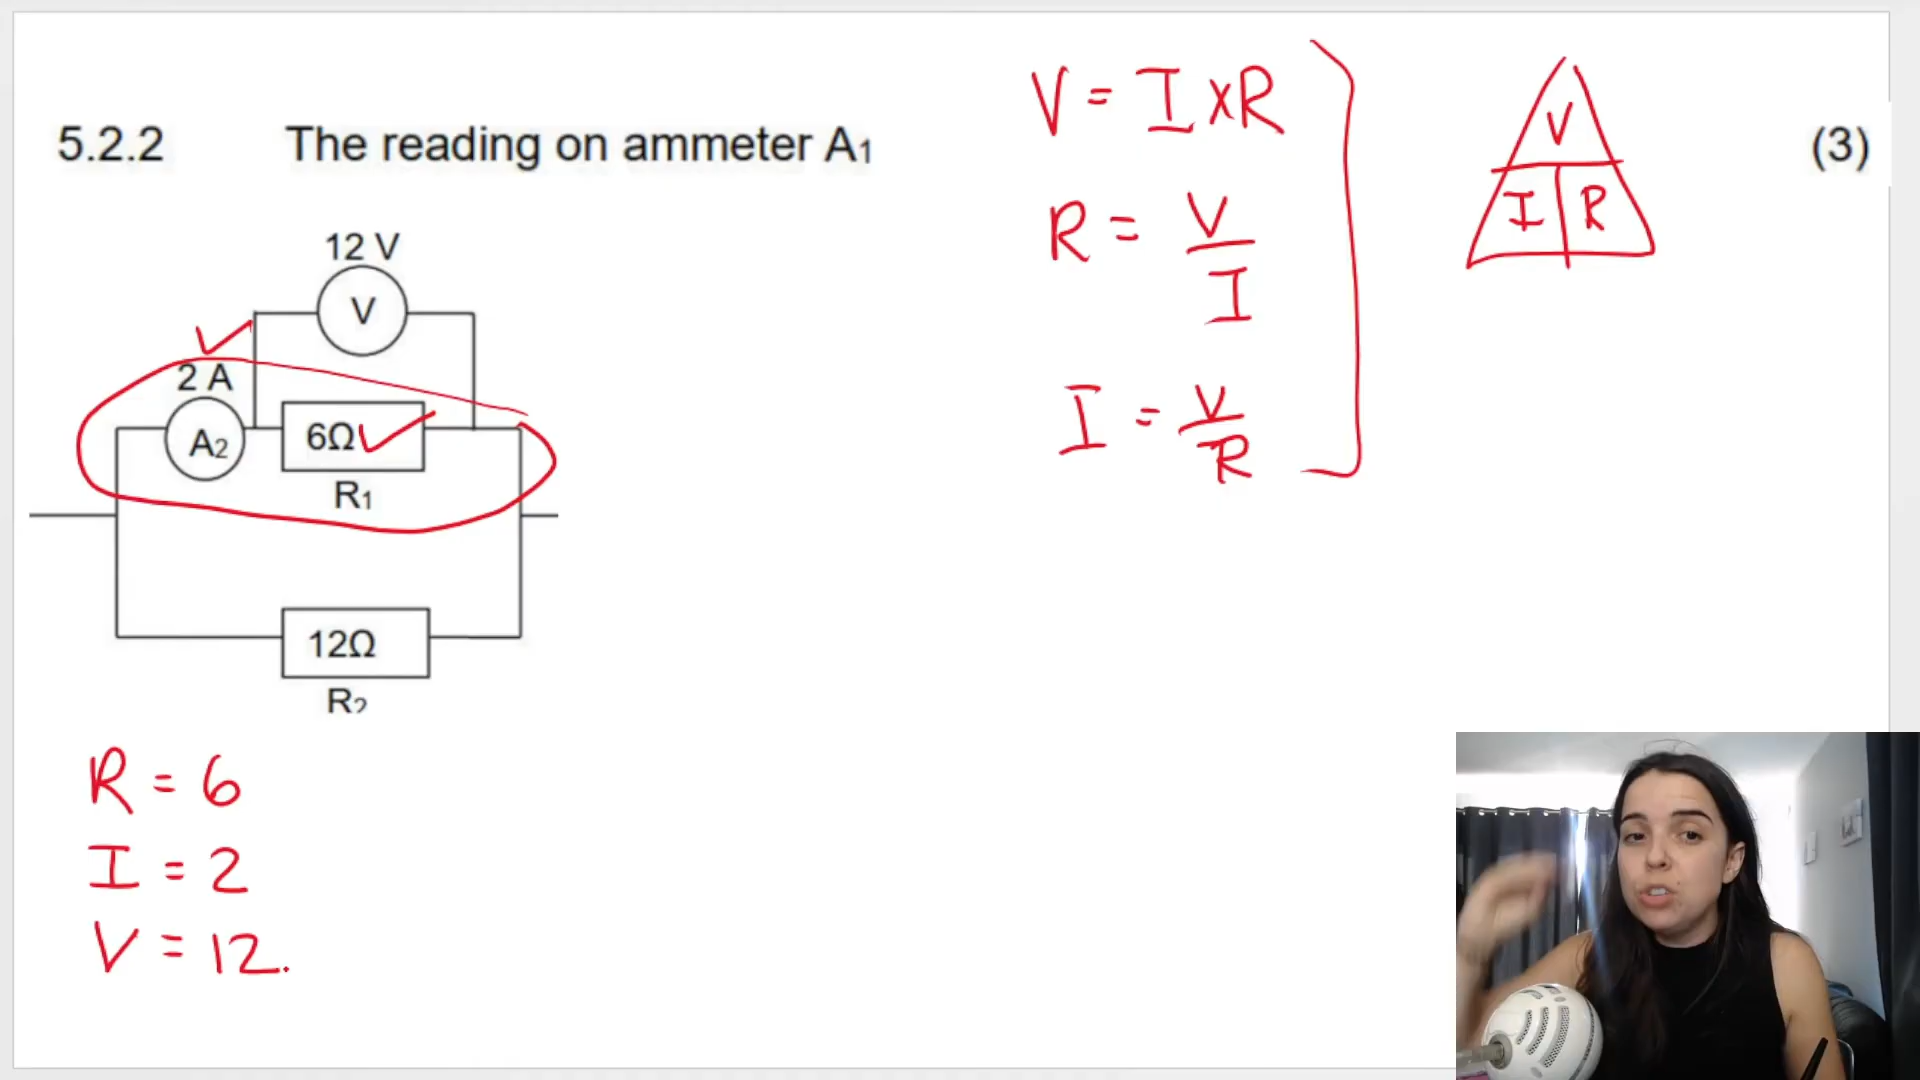 5.2.2 The reading on ammeter A₁ (3)
12 V
V
2 A
A₂
6Ω
R₁
12Ω
R₂
R = 6
I = 2
V = 12.
V = I x R
R = V/I
I = V/R
V
I R